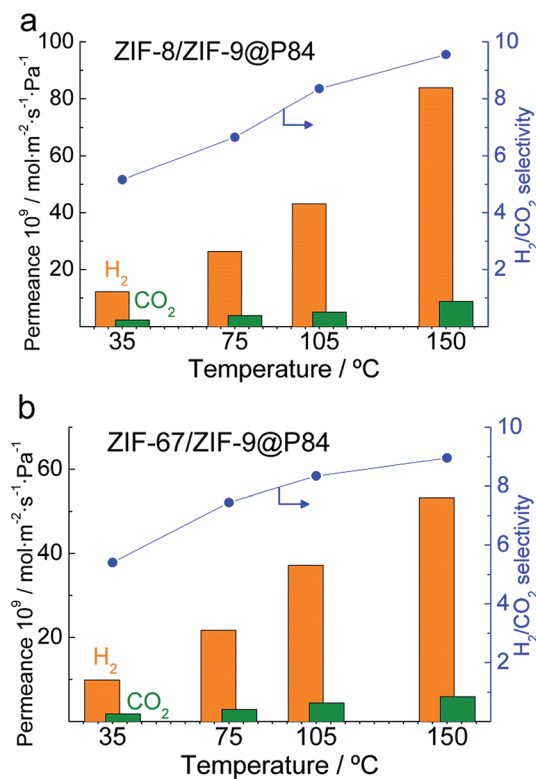 a
ZIF-8/ZIF-9@P84
Permeance 10⁹ / mol·m⁻²·s⁻¹·Pa⁻¹
100
80
60
40
20
H₂
CO₂
10
8
6
4
2
0
H₂/CO₂ selectivity
35 75 105 150
Temperature / ºC
b
ZIF-67/ZIF-9@P84
Permeance 10⁹ / mol·m⁻²·s⁻¹·Pa⁻¹
60
40
20
H₂
CO₂
10
8
6
4
2
0
H₂/CO₂ selectivity
35 75 105 150
Temperature / ºC